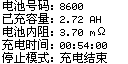 电池号码：8600
已充容量：2.72 AH
电池内阻：3.70 mΩ
充电时间：00:54:00
停止模式：充电结束